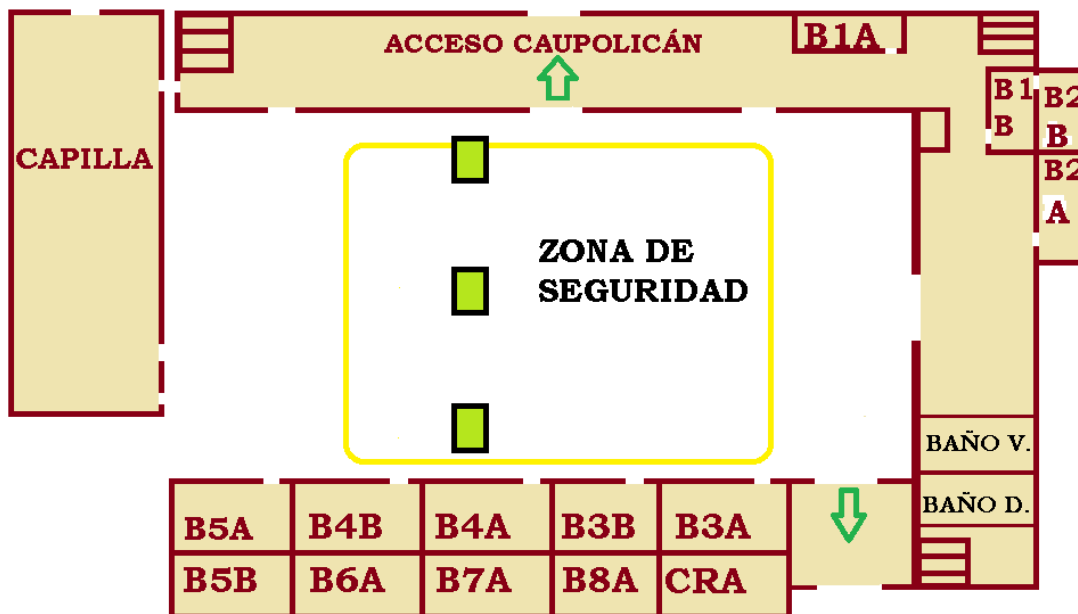 ACCESO CAUPOLICÁN
B1A
B1
B
B2
B
B2
A
CAPILLA
ZONA DE
SEGURIDAD
BAÑO V.
BAÑO D.
B5A
B4B
B4A
B3B
B3A
B5B
B6A
B7A
B8A
CRA